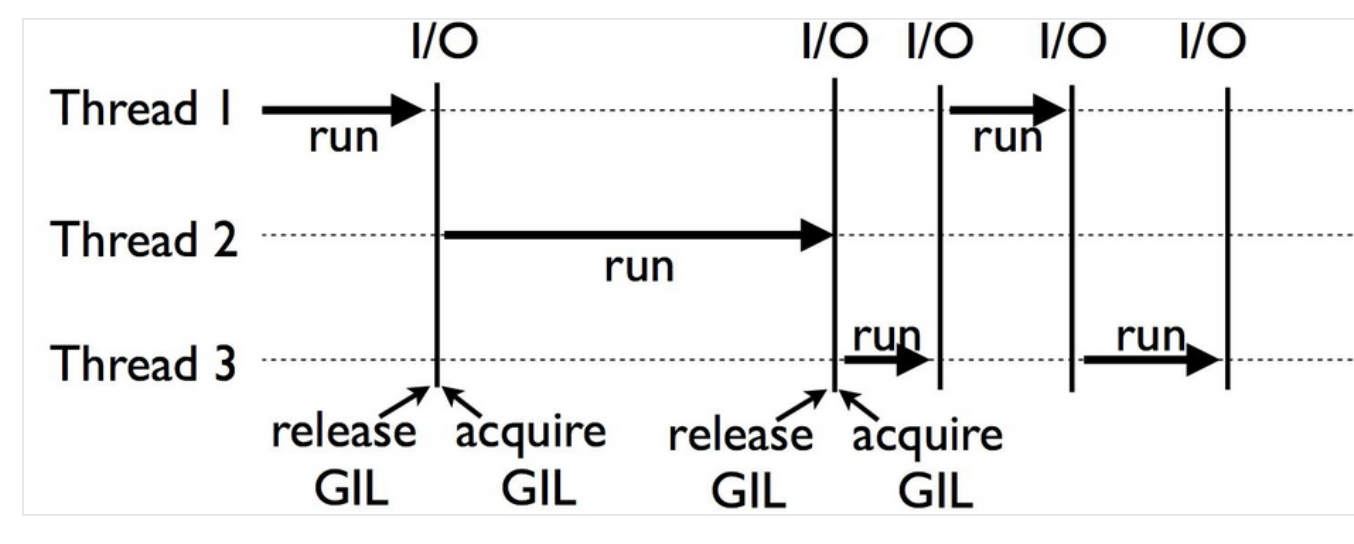 I/O I/O I/O I/O I/O
Thread 1
run run
Thread 2
run
run run
Thread 3
release acquire release acquire
GIL GIL GIL GIL